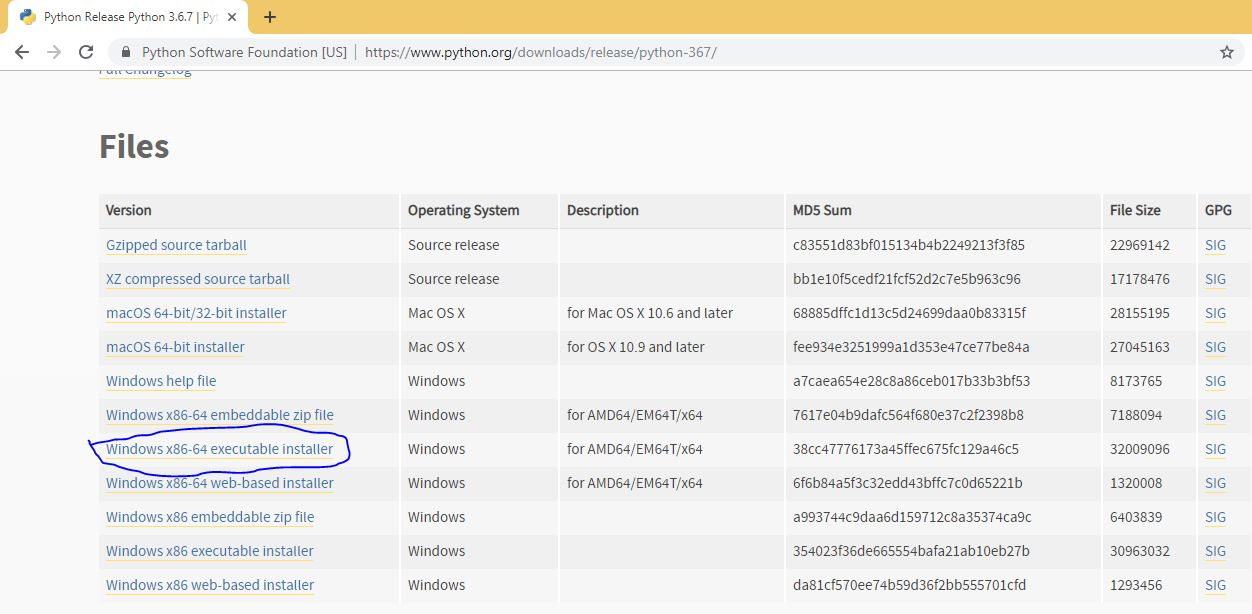 Python Release Python 3.6.7 | Pyt
Python Software Foundation [US] | https://www.python.org/downloads/release/python-367/
Full Changelog
Files
Version Operating System Description MD5 Sum File Size GPG
Gzipped source tarball Source release c83551d83bf015134b4b2249213f3f85 22969142 SIG
XZ compressed source tarball Source release bb1e10f5cedf21fcf52d2c7e5b963c96 17178476 SIG
macOS 64-bit/32-bit installer Mac OS X for Mac OS X 10.6 and later 68885dffc1d13c5d24699daa0b83315f 28155195 SIG
macOS 64-bit installer Mac OS X for OS X 10.9 and later fee934e3251999a1d353e47ce77be84a 27045163 SIG
Windows help file Windows a7caea654e28c8a86ceb017b33b3bf53 8173765 SIG
Windows x86-64 embeddable zip file Windows for AMD64/EM64T/x64 7617e04b9dafc564f680e37c2f2398b8 7188094 SIG
Windows x86-64 executable installer Windows for AMD64/EM64T/x64 38cc47776173a45ffec675fc129a46c5 32009096 SIG
Windows x86-64 web-based installer Windows for AMD64/EM64T/x64 6f6b84a5f3c32edd43bffc7c0d65221b 1320008 SIG
Windows x86 embeddable zip file Windows a993744c9daa6d159712c8a35374ca9c 6403839 SIG
Windows x86 executable installer Windows 354023f36de665554bafa21ab10eb27b 30963032 SIG
Windows x86 web-based installer Windows da81cf570ee74b59d36f2bb555701cfd 1293456 SIG